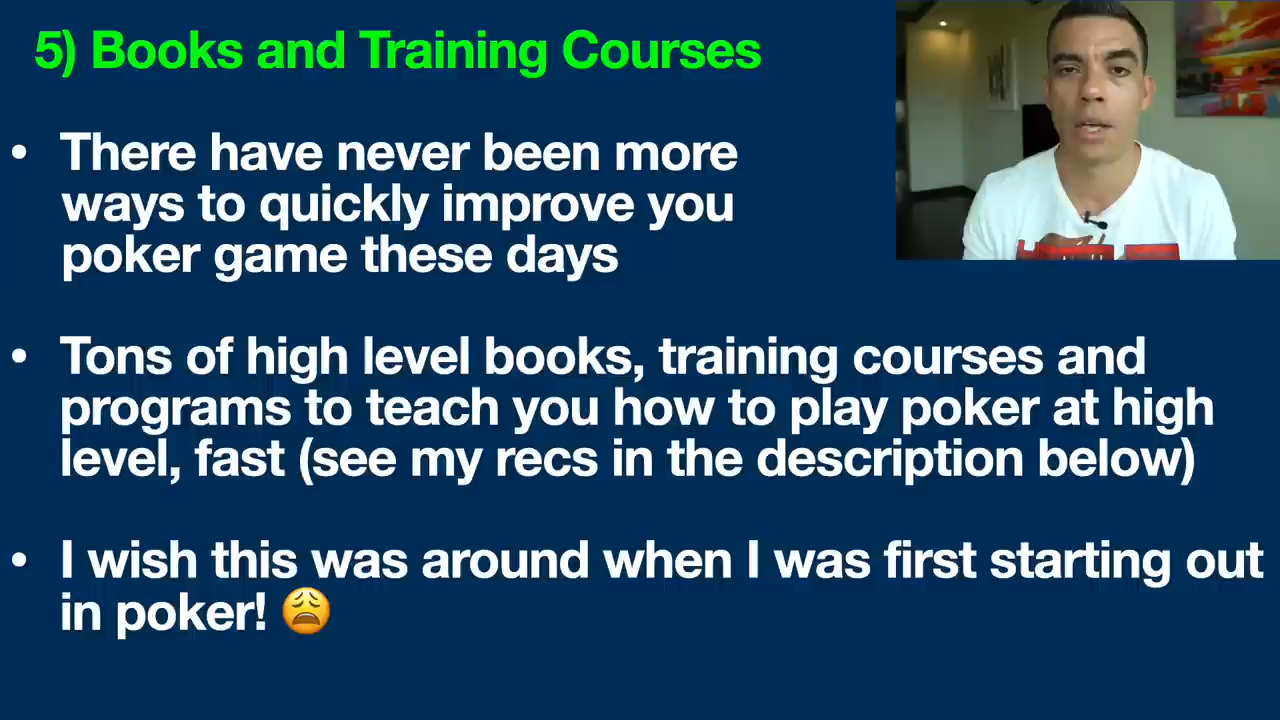 5) Books and Training Courses
• There have never been more
ways to quickly improve you
poker game these days
• Tons of high level books, training courses and
programs to teach you how to play poker at high
level, fast (see my recs in the description below)
• I wish this was around when I was first starting out
in poker! 😩